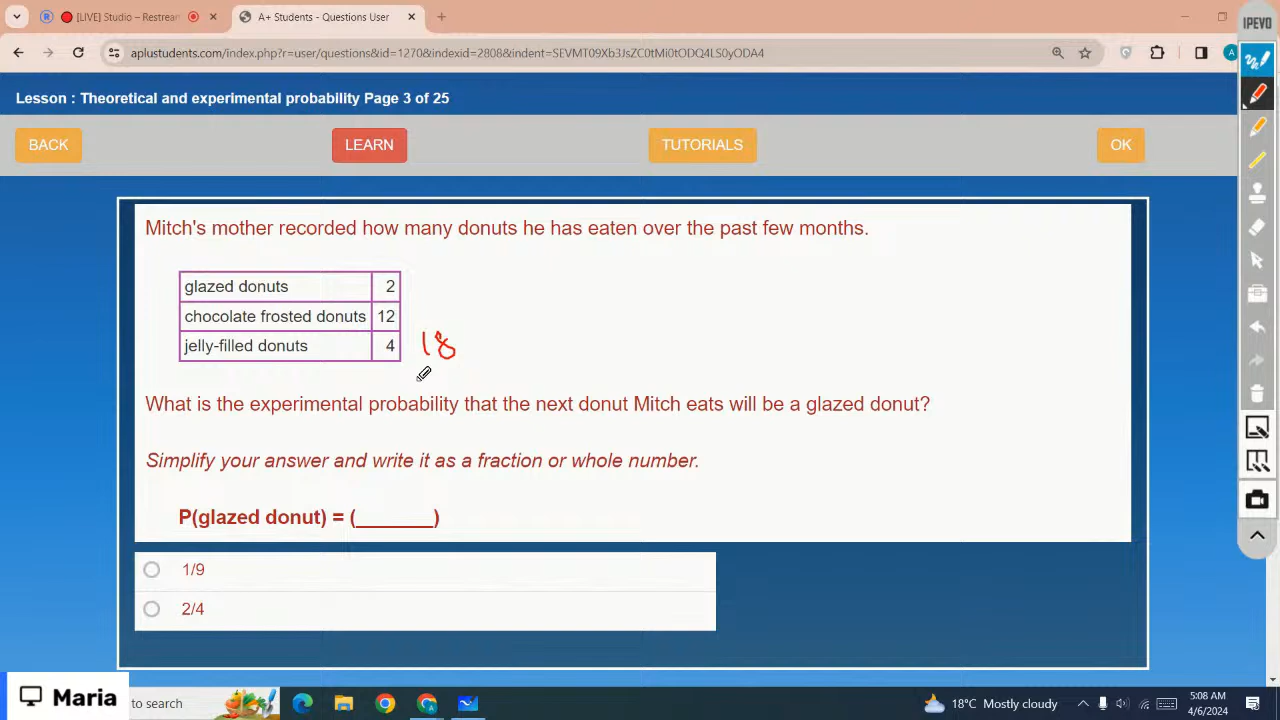 [LIVE] Studio – Restream
A+ Students - Questions User
aplustudents.com/index.php?r=user/questions&id=1270&indexid=2808&indent=SEVMT09Xb3JsZC0tMi0tODQ4LS0yODA4
IPEVO
Lesson : Theoretical and experimental probability Page 3 of 25
BACK
LEARN
TUTORIALS
OK
Mitch's mother recorded how many donuts he has eaten over the past few months.
glazed donuts 2
chocolate frosted donuts 12
jelly-filled donuts 4
18
What is the experimental probability that the next donut Mitch eats will be a glazed donut?
Simplify your answer and write it as a fraction or whole number.
P(glazed donut) = (_______)
1/9
2/4
Maria
to search
18°C Mostly cloudy
5:08 AM
4/6/2024